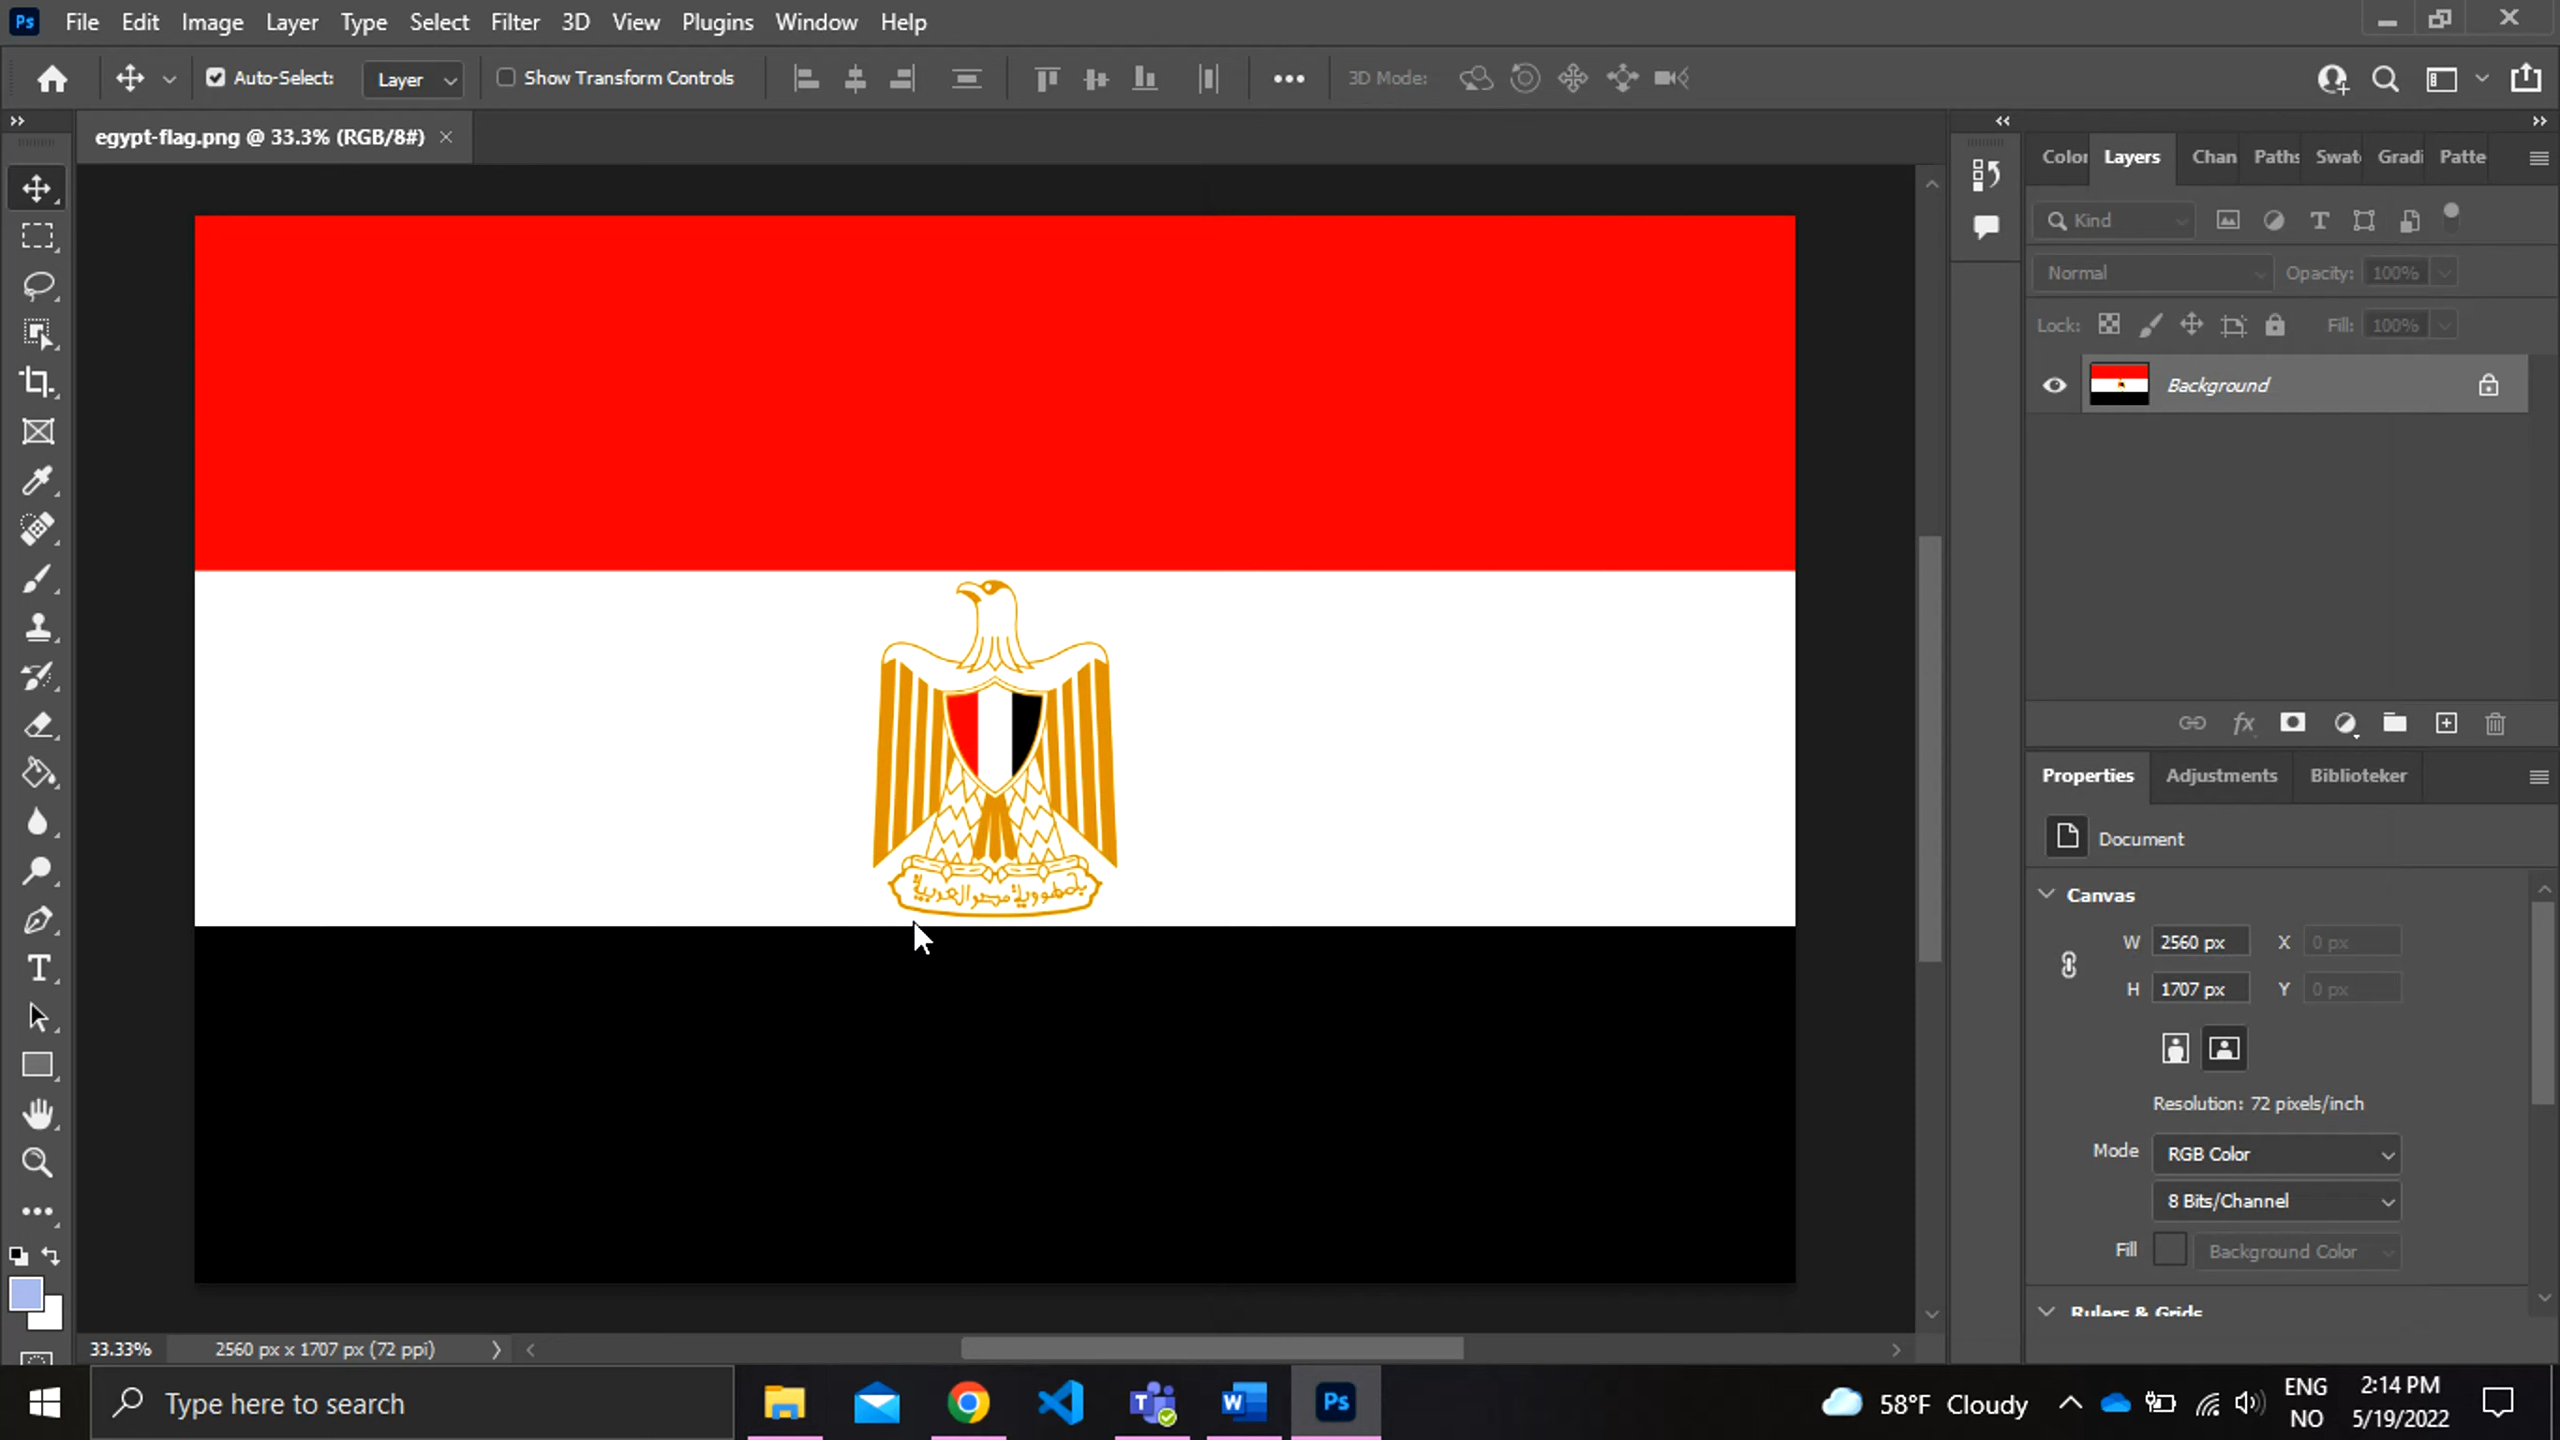 Ps File Edit Image Layer Type Select Filter 3D View Plugins Window Help
Auto-Select: Layer Show Transform Controls 3D Mode:
egypt-flag.png @ 33.3% (RGB/8#)
Color Layers Chan Paths Swat Gradi Patte
Kind
Normal Opacity: 100%
Lock: Fill: 100%
Background
fx
جمهورية مصر العربية
Properties Adjustments Biblioteker
Document
Canvas
W 2560 px X 0 px
H 1707 px Y 0 px
Resolution: 72 pixels/inch
Mode RGB Color
8 Bits/Channel
Fill Background Color
Rulers & Grids
33.33% 2560 px x 1707 px (72 ppi)
Type here to search
58°F Cloudy
ENG
NO
2:14 PM
5/19/2022